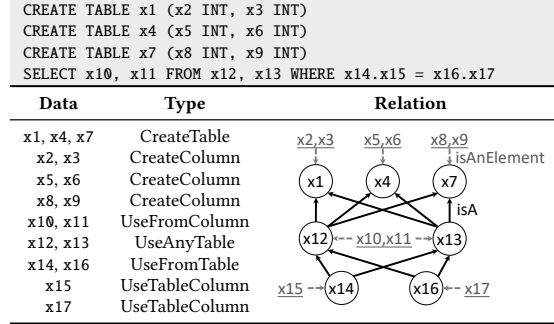 CREATE TABLE x1 (x2 INT, x3 INT)
CREATE TABLE x4 (x5 INT, x6 INT)
CREATE TABLE x7 (x8 INT, x9 INT)
SELECT x10, x11 FROM x12, x13 WHERE x14.x15 = x16.x17
Data Type Relation
x1, x4, x7 CreateTable
x2, x3 CreateColumn
x5, x6 CreateColumn
x8, x9 CreateColumn
x10, x11 UseFromColumn
x12, x13 UseAnyTable
x14, x16 UseFromTable
x15 UseTableColumn
x17 UseTableColumn
x2,x3 x5,x6 x8,x9
isAnElement
x1 x4 x7
isA
x12 x10,x11 x13
x15 x14 x16 x17